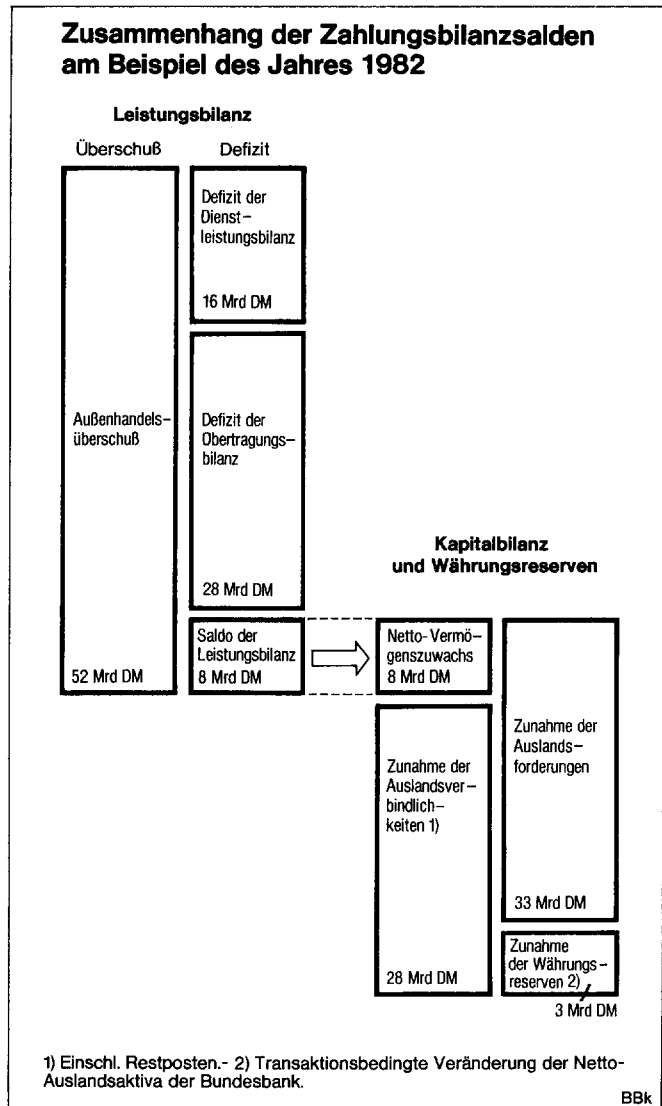 Zusammenhang der Zahlungsbilanzsalden
am Beispiel des Jahres 1982
Leistungsbilanz
Überschuß
Defizit
Defizit der
Dienst–
leistungsbilanz
16 Mrd DM
Außenhandels–
überschuß
52 Mrd DM
Defizit der
Obertragungs–
bilanz
28 Mrd DM
Saldo der
Leistungsbilanz
8 Mrd DM
Kapitalbilanz
und Währungsreserven
Netto-Vermö–
genszuwachs
8 Mrd DM
Zunahme der
Auslandsver–
bindlich–
keiten 1)
28 Mrd DM
Zunahme der
Auslands–
forderungen
33 Mrd DM
Zunahme
der Währungs–
reserven 2)
3 Mrd DM
1) Einschl. Restposten.- 2) Transaktionsbedingte Veränderung der Netto-
Auslandsaktiva der Bundesbank.
BBk